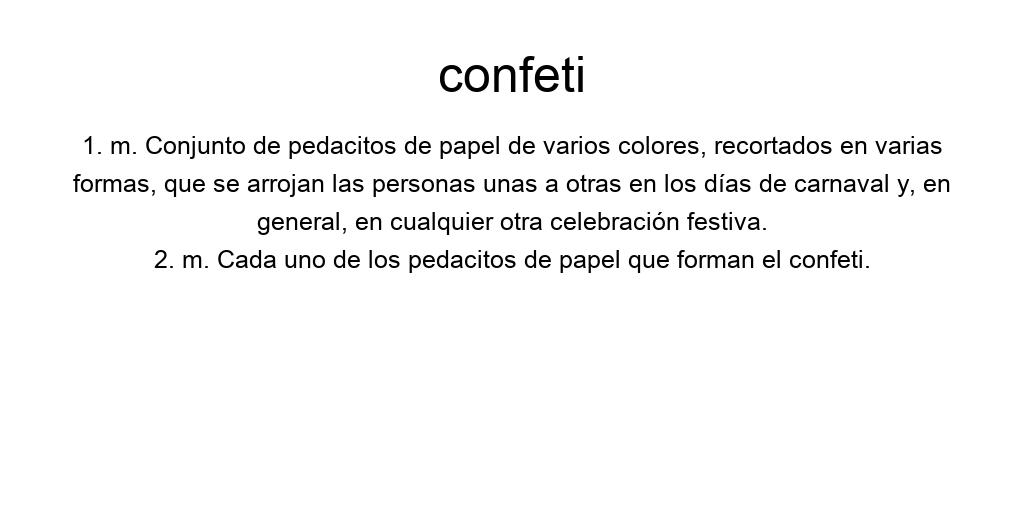 confeti
1. m. Conjunto de pedacitos de papel de varios colores, recortados en varias
formas, que se arrojan las personas unas a otras en los días de carnaval y, en
general, en cualquier otra celebración festiva.
2. m. Cada uno de los pedacitos de papel que forman el confeti.